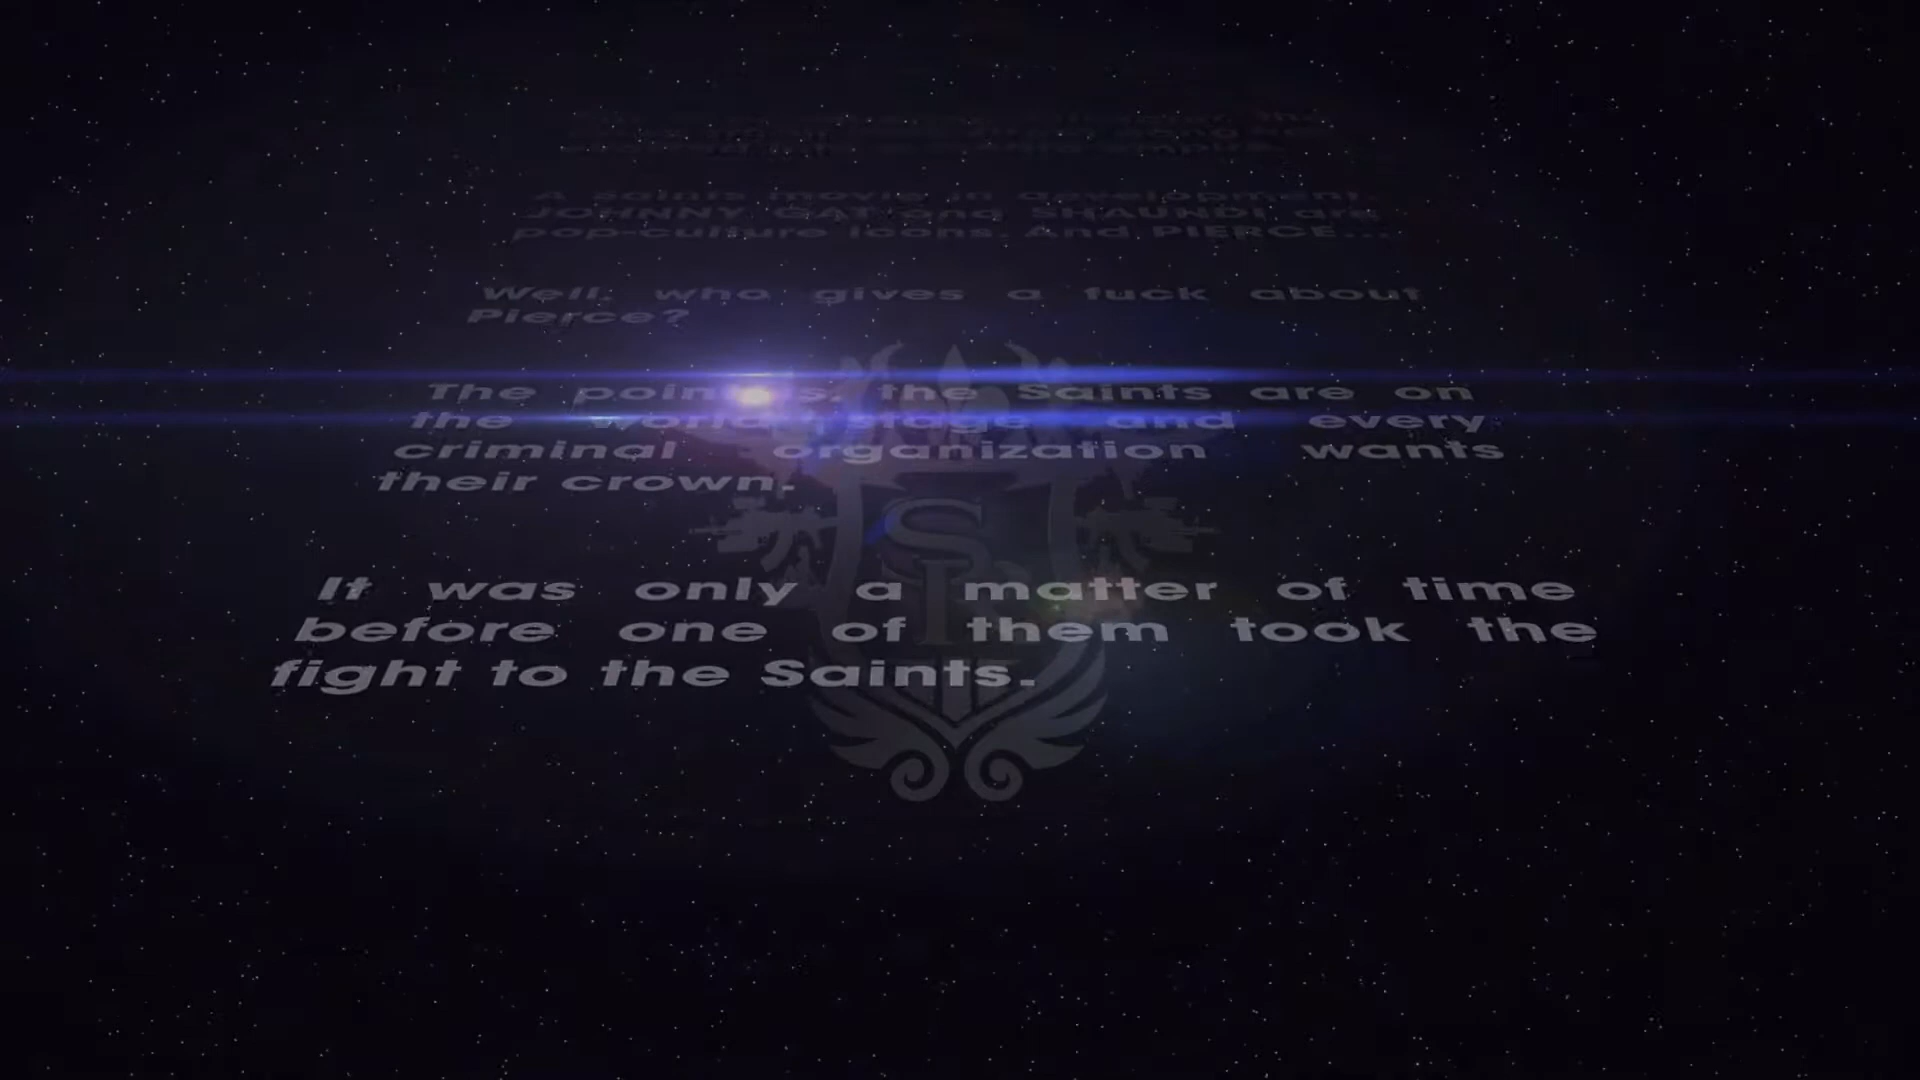 A saints movie in development.
JOHNNY GAT and SHAUNDI are
pop-culture icons. And PIERCE...
Well, who gives a fuck about
Pierce?
The point is, the Saints are on
the world stage and every
criminal organization wants
their crown.
SR
It was only a matter of time
before one of them took the
fight to the Saints.